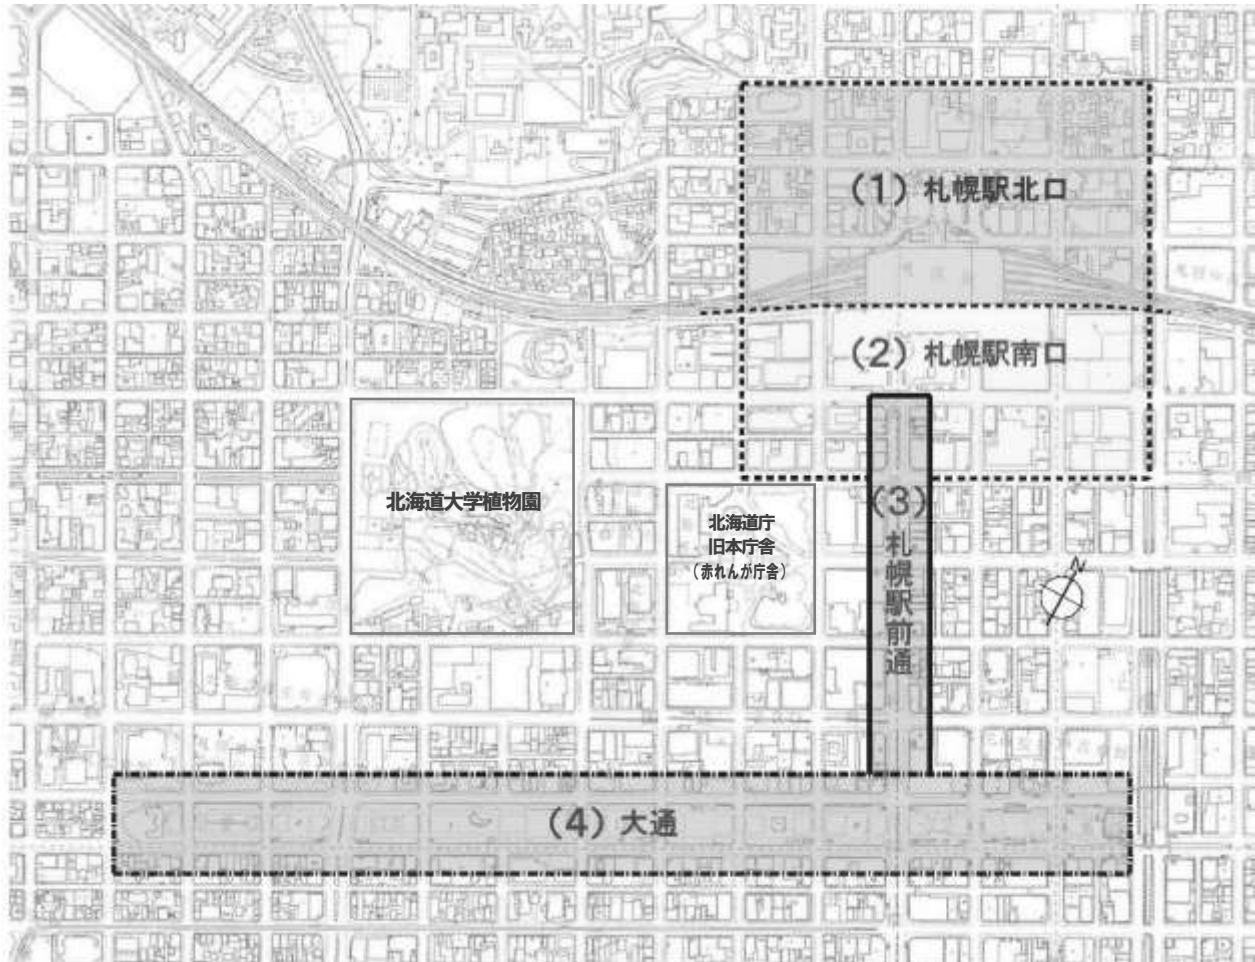 (1) 札幌駅北口
(2) 札幌駅南口
北海道大学植物園
北海道庁
旧本庁舎
(赤れんが庁舎)
(3)札幌駅前通
N
(4) 大通